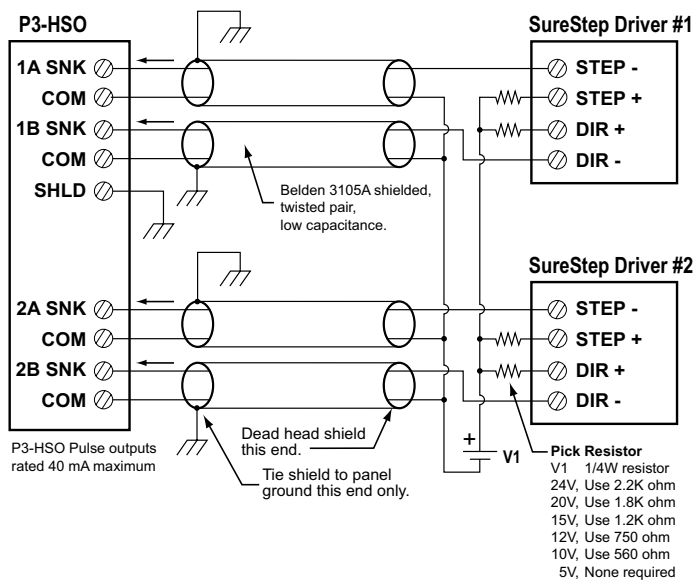 P3-HSO
SureStep Driver #1
1A SNK
COM
1B SNK
COM
SHLD
STEP -
STEP +
DIR +
DIR -
Belden 3105A shielded,
twisted pair,
low capacitance.
SureStep Driver #2
2A SNK
COM
2B SNK
COM
STEP -
STEP +
DIR +
DIR -
P3-HSO Pulse outputs
rated 40 mA maximum
Dead head shield
this end.
Tie shield to panel
ground this end only.
+
V1
Pick Resistor
V1 1/4W resistor
24V, Use 2.2K ohm
20V, Use 1.8K ohm
15V, Use 1.2K ohm
12V, Use 750 ohm
10V, Use 560 ohm
5V, None required